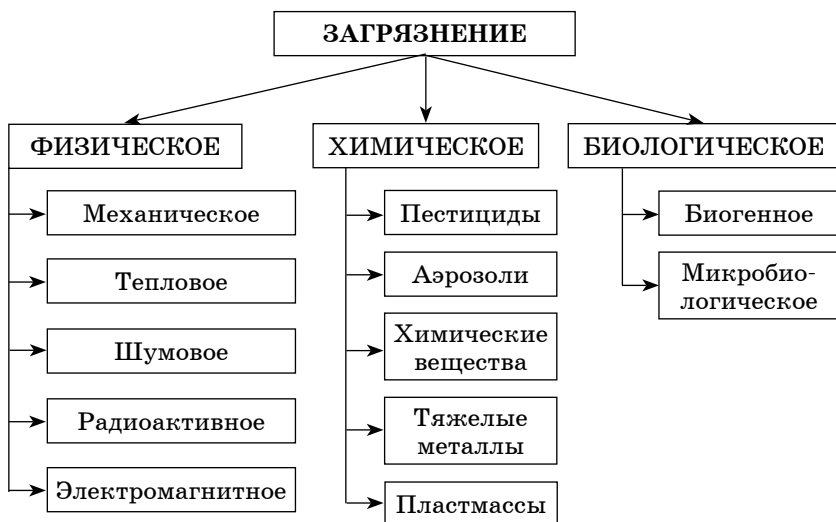 ЗАГРЯЗНЕНИЕ
ФИЗИЧЕСКОЕ
Механическое
Тепловое
Шумовое
Радиоактивное
Электромагнитное
ХИМИЧЕСКОЕ
Пестициды
Аэрозоли
Химические
вещества
Тяжелые
металлы
Пластмассы
БИОЛОГИЧЕСКОЕ
Биогенное
Микробио-
логическое